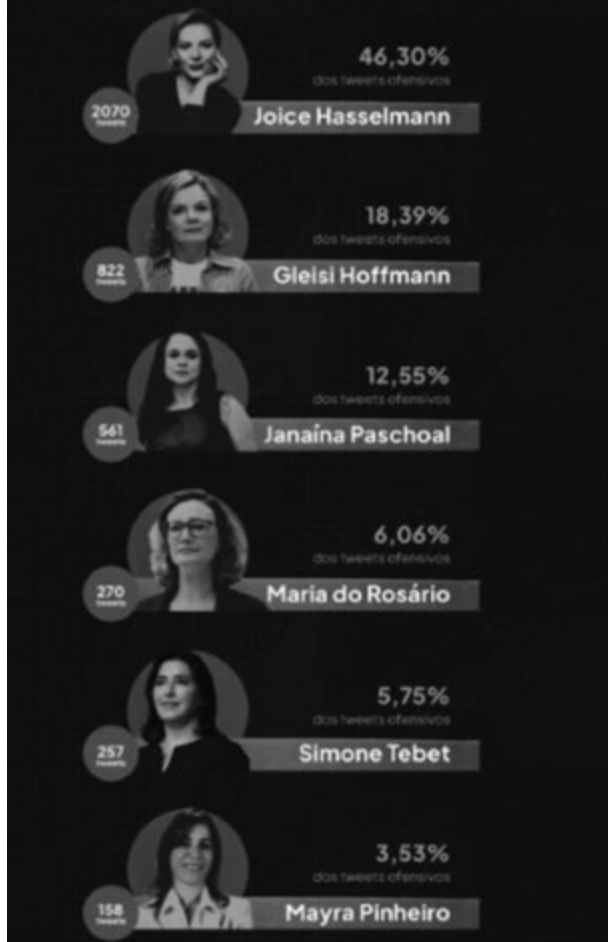 46,30%
dos tweets ofensivos
2070
tweets
Joice Hasselmann
18,39%
dos tweets ofensivos
822
tweets
Gleisi Hoffmann
12,55%
dos tweets ofensivos
561
tweets
Janaína Paschoal
6,06%
dos tweets ofensivos
270
tweets
Maria do Rosário
5,75%
dos tweets ofensivos
257
tweets
Simone Tebet
3,53%
dos tweets ofensivos
158
tweets
Mayra Pinheiro